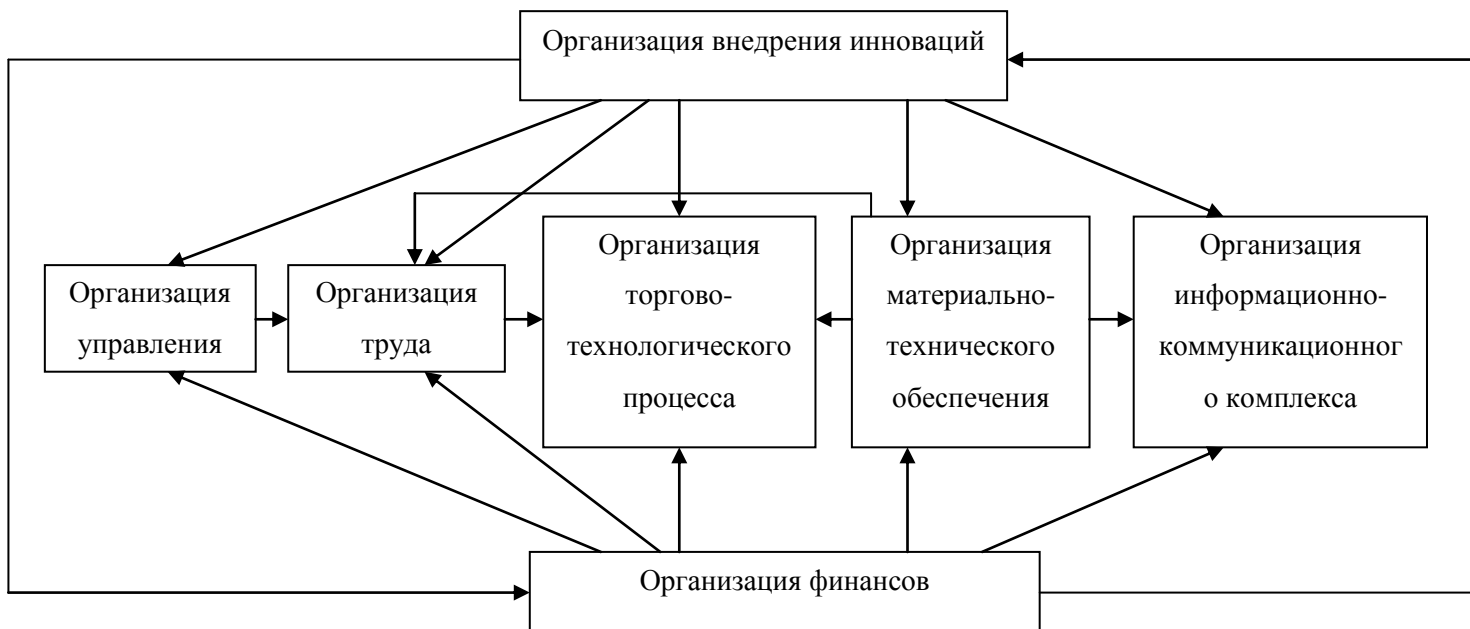 Организация внедрения инноваций
Организация
управления
Организация
труда
Организация
торгово-
технологического
процесса
Организация
материально-
технического
обеспечения
Организация
информационно-
коммуникационног
о комплекса
Организация финансов